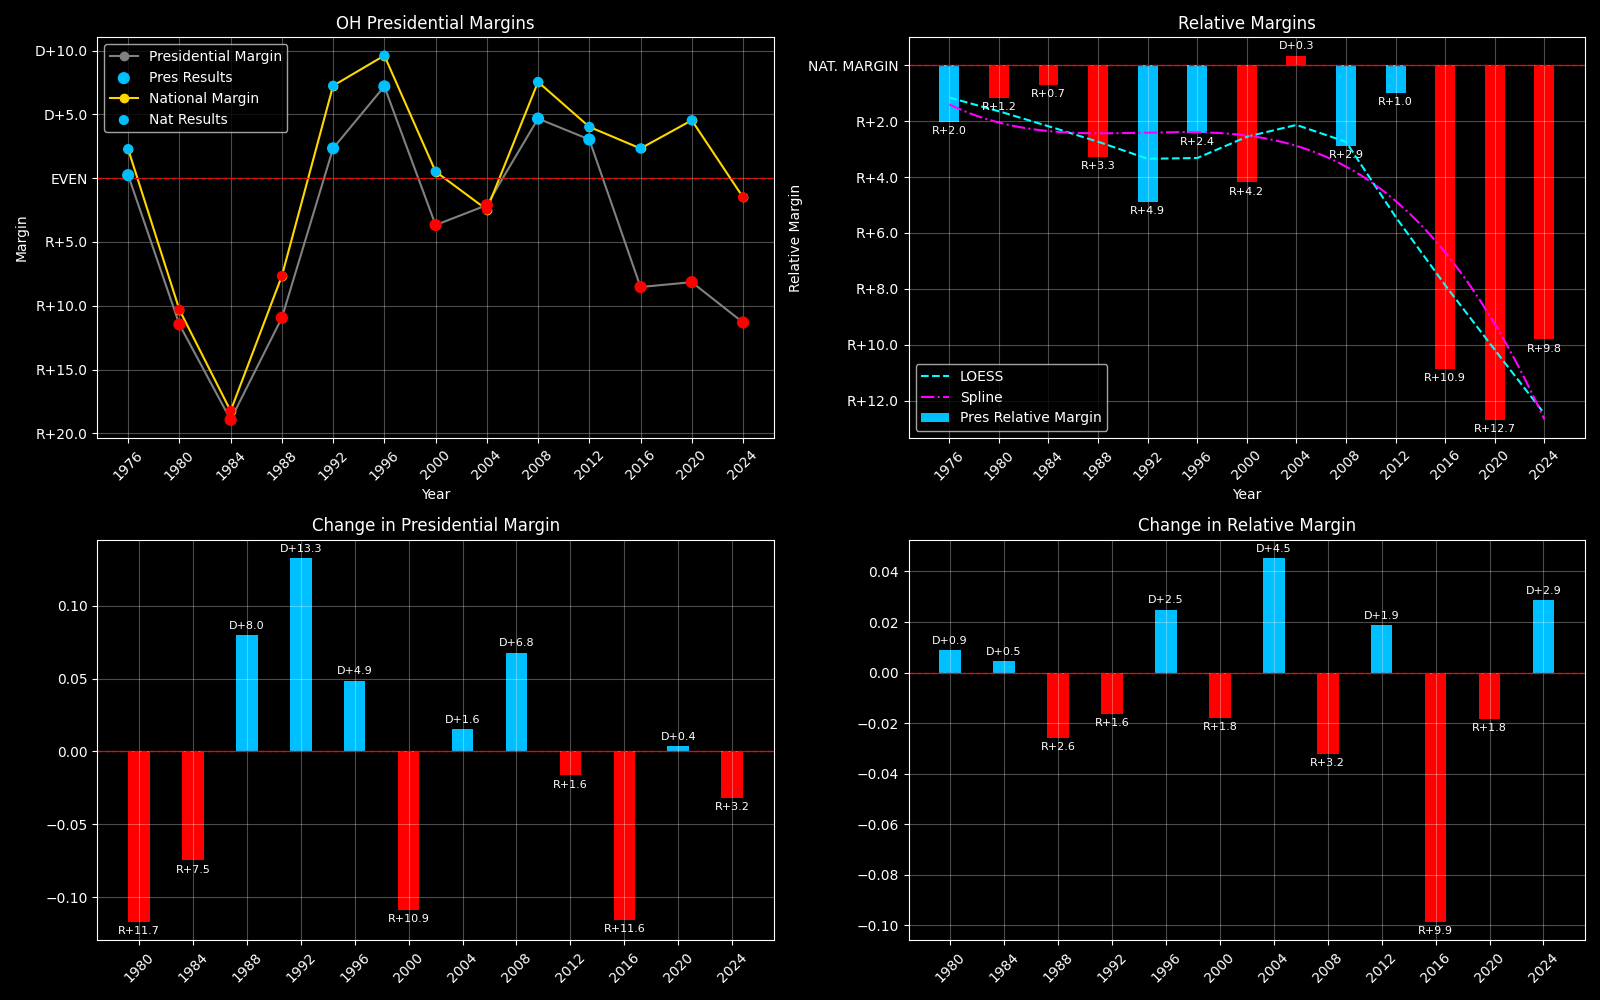 OH Presidential Margins
Presidential Margin
Pres Results
National Margin
Nat Results
D+10.0
D+5.0
EVEN
R+5.0
R+10.0
R+15.0
R+20.0
Margin
1976
1980
1984
1988
1992
1996
2000
2004
2008
2012
2016
2020
2024
Year
Relative Margins
NAT. MARGIN
R+2.0
R+4.0
R+6.0
R+8.0
R+10.0
R+12.0
Relative Margin
R+2.0
R+1.2
R+0.7
R+3.3
R+4.9
R+2.4
R+4.2
D+0.3
R+2.9
R+1.0
R+10.9
R+12.7
R+9.8
LOESS
Spline
Pres Relative Margin
1976
1980
1984
1988
1992
1996
2000
2004
2008
2012
2016
2020
2024
Year
Change in Presidential Margin
0.10
0.05
0.00
−0.05
−0.10
R+11.7
R+7.5
D+8.0
D+13.3
D+4.9
R+10.9
D+1.6
D+6.8
R+1.6
R+11.6
D+0.4
R+3.2
1980
1984
1988
1992
1996
2000
2004
2008
2012
2016
2020
2024
Change in Relative Margin
0.04
0.02
0.00
−0.02
−0.04
−0.06
−0.08
−0.10
D+0.9
D+0.5
R+2.6
R+1.6
D+2.5
R+1.8
D+4.5
R+3.2
D+1.9
R+9.9
R+1.8
D+2.9
1980
1984
1988
1992
1996
2000
2004
2008
2012
2016
2020
2024